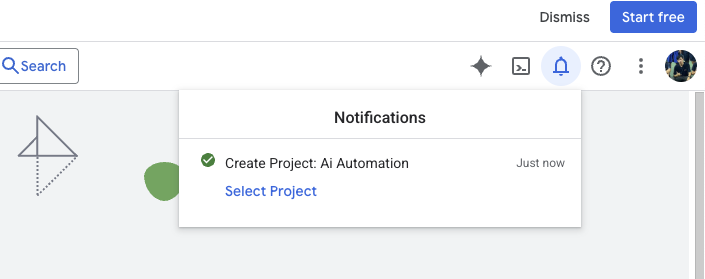 Dismiss
Start free
Search
Notifications
Create Project: Ai Automation
Just now
Select Project